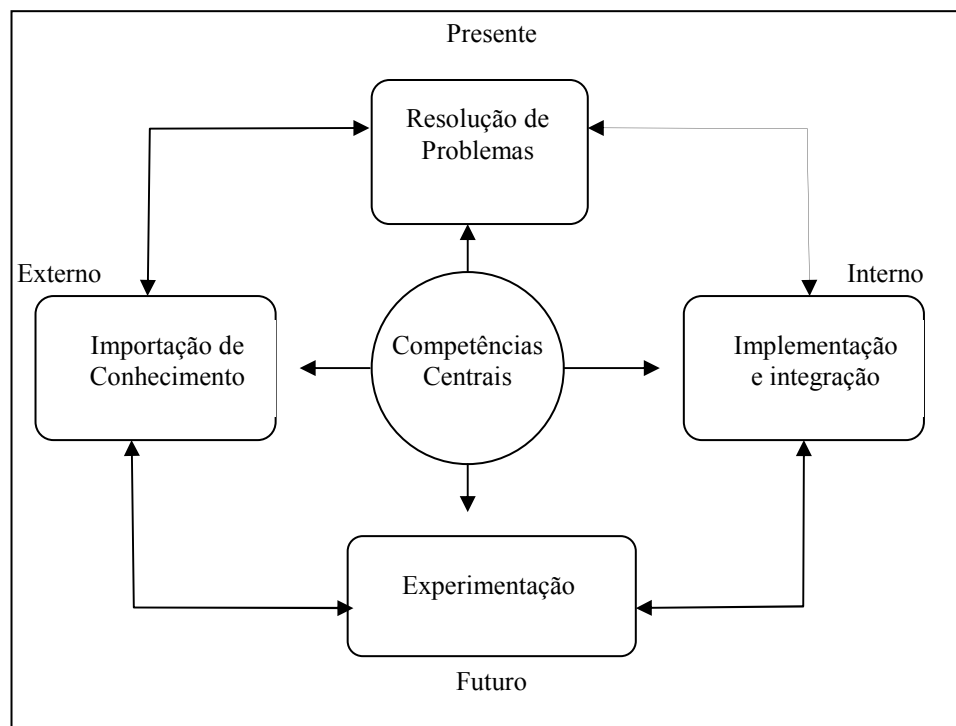 Presente
Resolução de
Problemas
Externo
Interno
Importação de
Conhecimento
Competências
Centrais
Implementação
e integração
Experimentação
Futuro